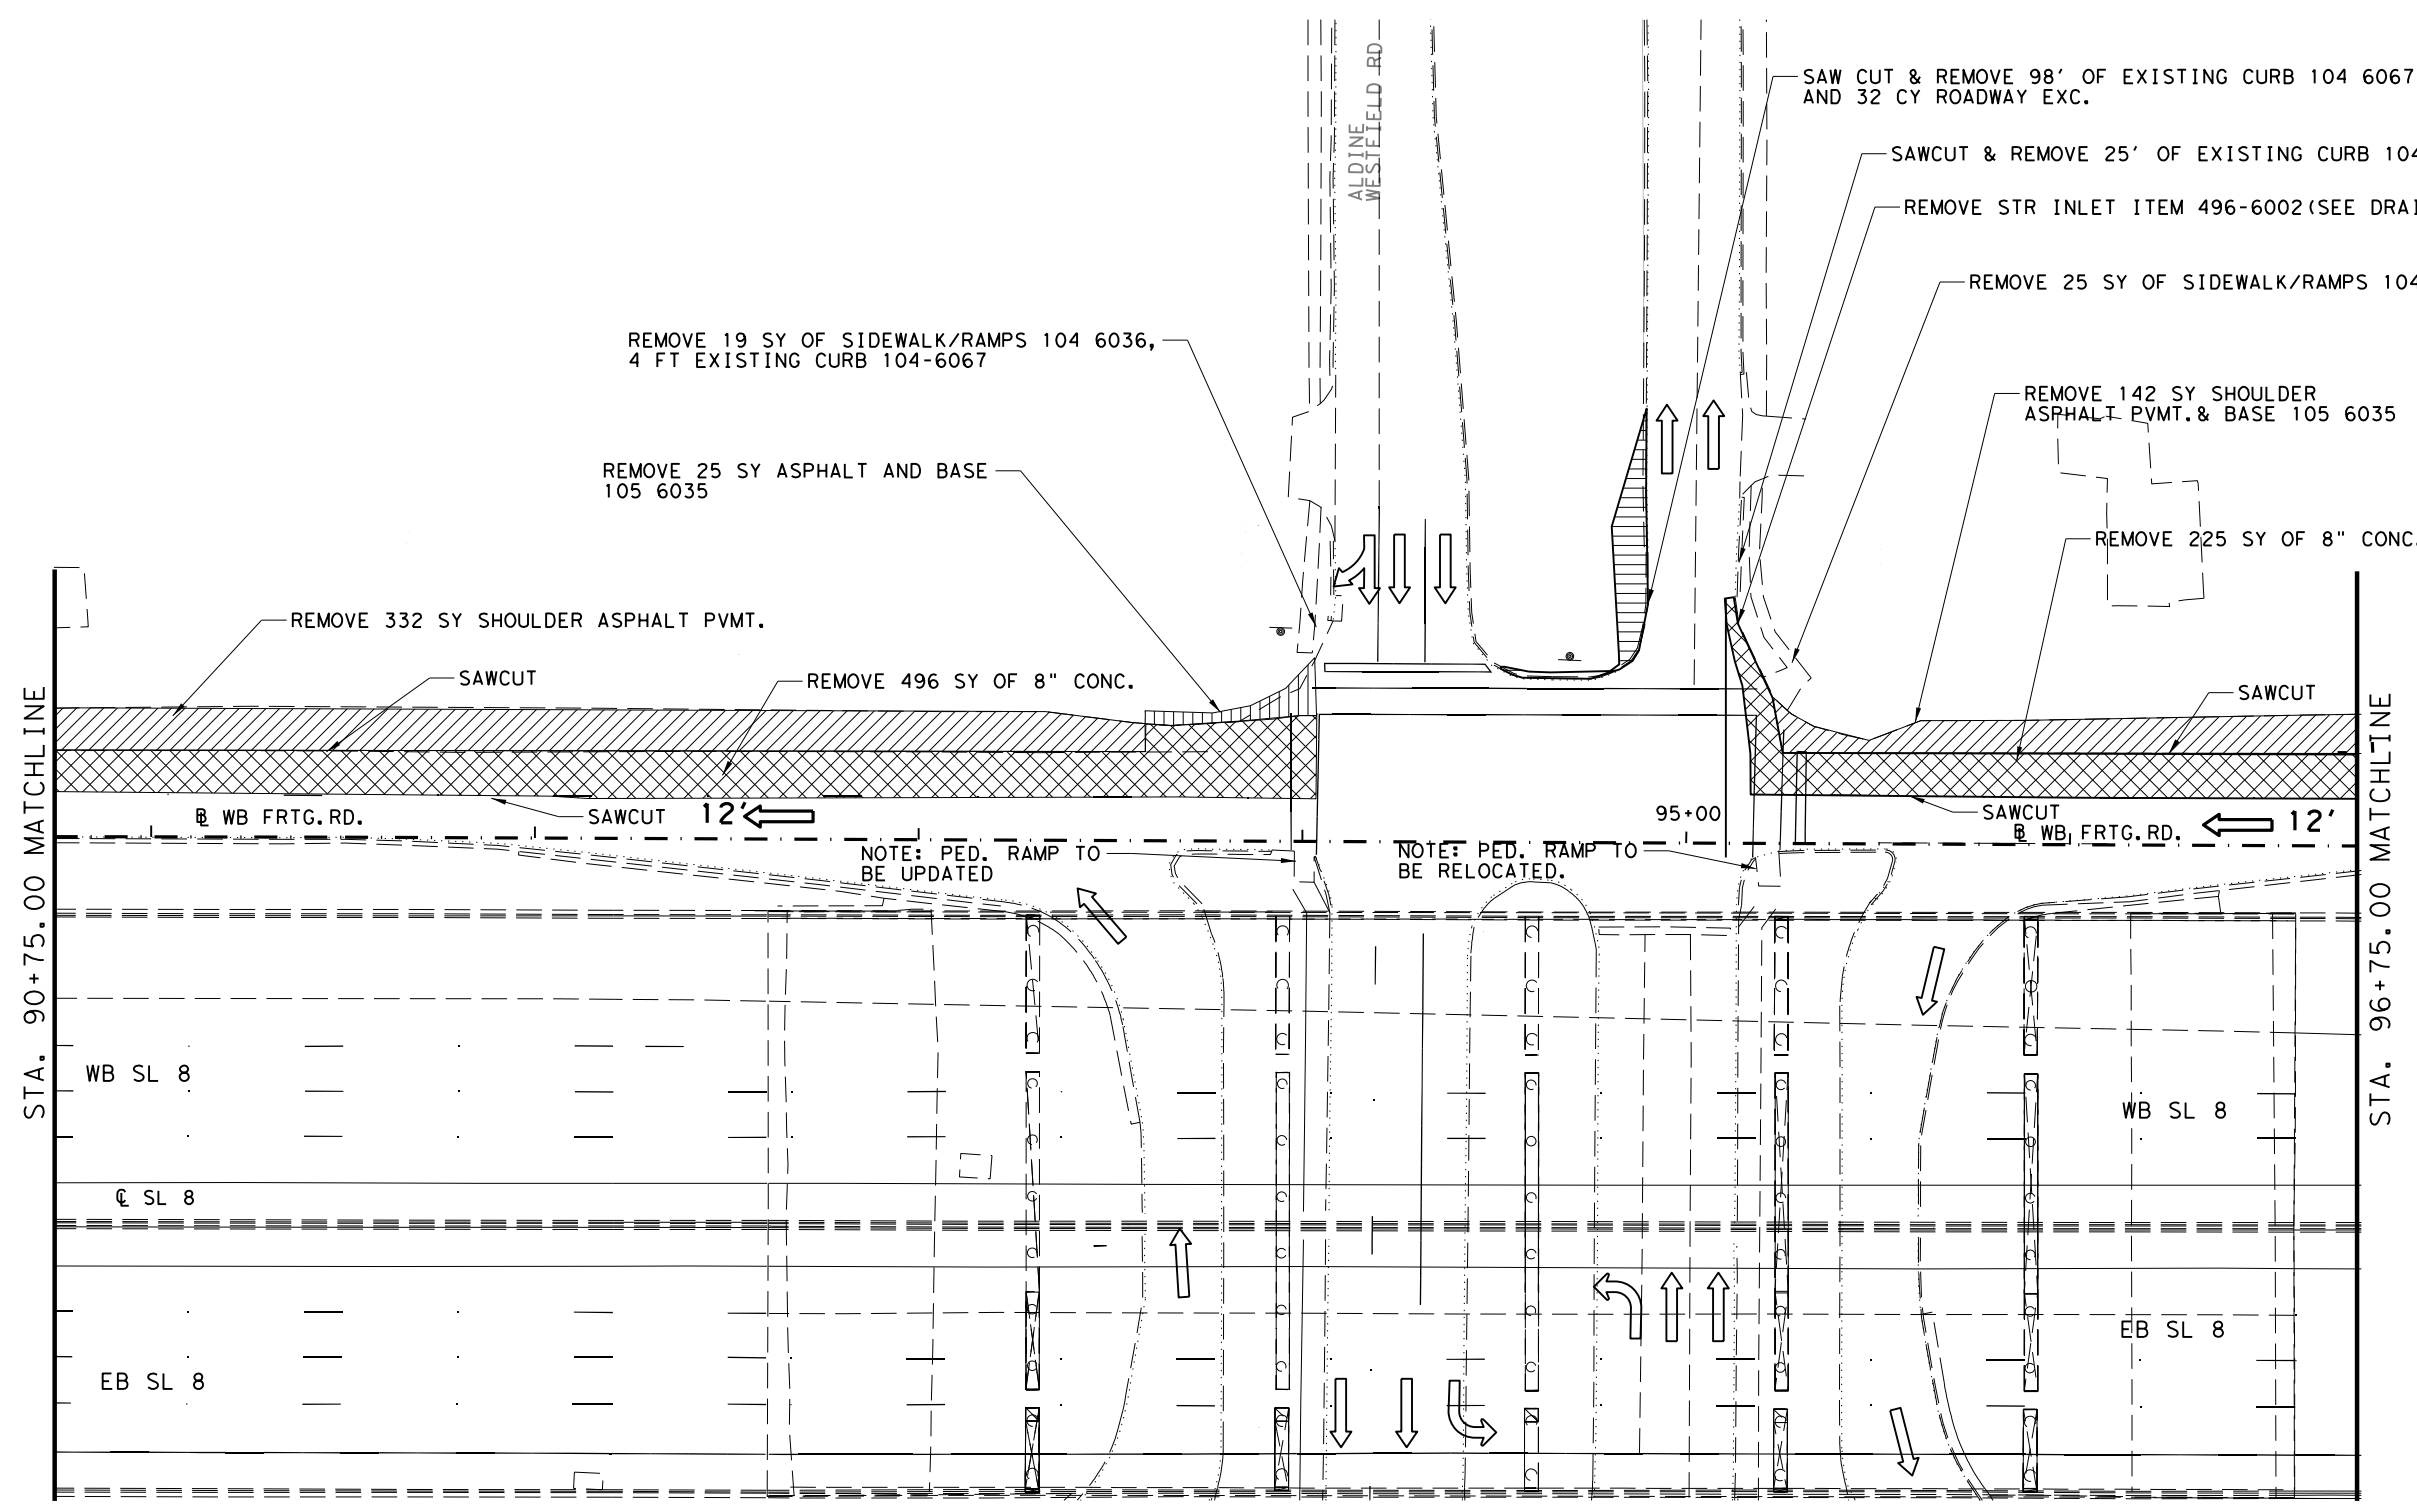 ALDINE
WESTFIELD RD
SAW CUT & REMOVE 98' OF EXISTING CURB 104 6067
AND 32 CY ROADWAY EXC.
SAWCUT & REMOVE 25' OF EXISTING CURB 104
REMOVE STR INLET ITEM 496-6002(SEE DRAI
REMOVE 25 SY OF SIDEWALK/RAMPS 104
REMOVE 19 SY OF SIDEWALK/RAMPS 104 6036,
4 FT EXISTING CURB 104-6067
REMOVE 142 SY SHOULDER
ASPHALT PVMT.& BASE 105 6035
REMOVE 25 SY ASPHALT AND BASE
105 6035
REMOVE 225 SY OF 8" CONC.
REMOVE 332 SY SHOULDER ASPHALT PVMT.
SAWCUT
REMOVE 496 SY OF 8" CONC.
SAWCUT
STA. 90+75.00 MATCHLINE
STA. 96+75.00 MATCHLINE
℄ WB FRTG.RD.
SAWCUT
12'
95+00
SAWCUT
℄ WB FRTG.RD.
12'
NOTE: PED. RAMP TO
BE UPDATED
NOTE: PED. RAMP TO
BE RELOCATED.
WB SL 8
WB SL 8
℄ SL 8
EB SL 8
EB SL 8